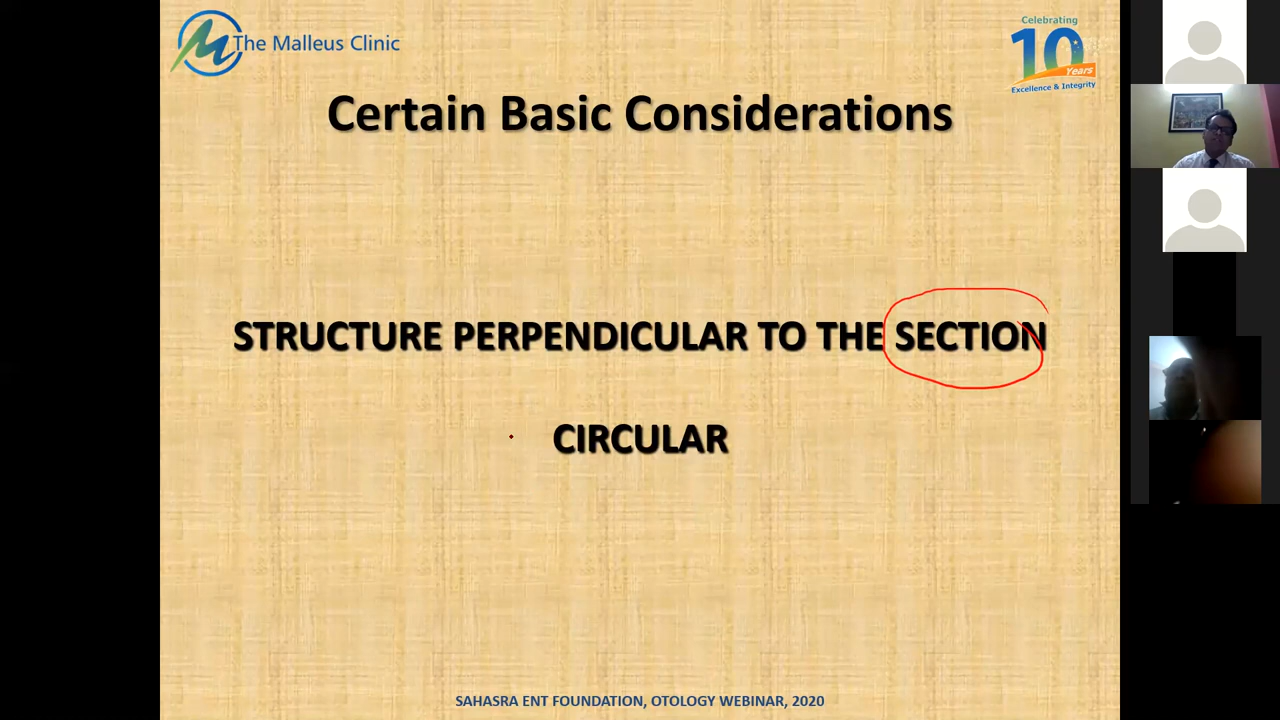 The Malleus Clinic
Celebrating
10
Years
Excellence & Integrity
Certain Basic Considerations
STRUCTURE PERPENDICULAR TO THE SECTION
CIRCULAR
SAHASRA ENT FOUNDATION, OTOLOGY WEBINAR, 2020